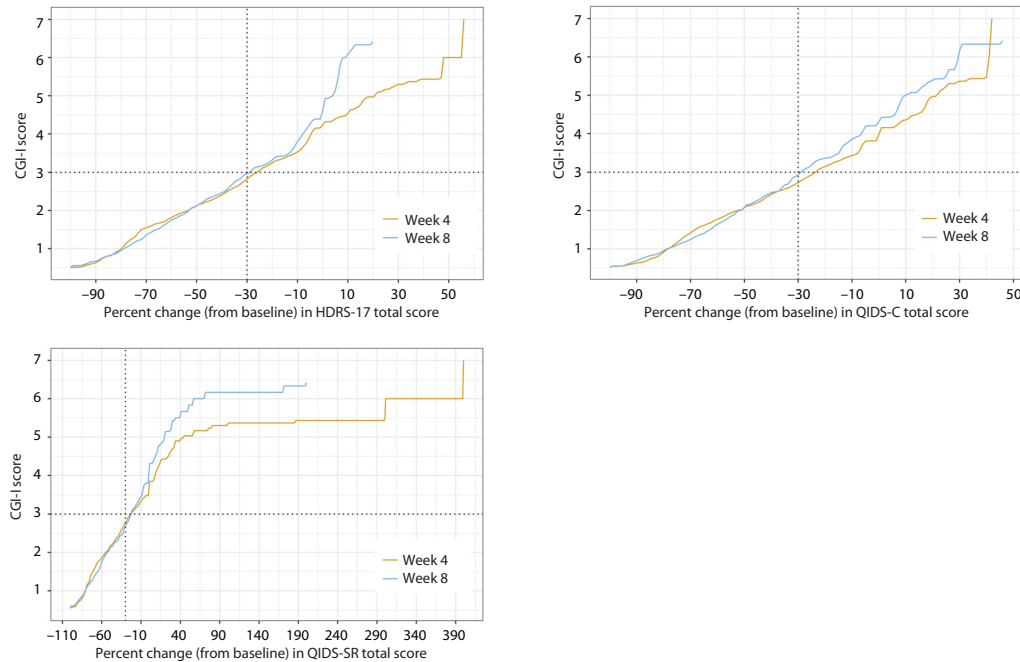 7
6
5
4
3
2
1
CGI-I score
Week 4
Week 8
–90 –70 –50 –30 –10 10 30 50
Percent change (from baseline) in HDRS-17 total score
7
6
5
4
3
2
1
CGI-I score
Week 4
Week 8
–90 –70 –50 –30 –10 10 30 50
Percent change (from baseline) in QIDS-C total score
7
6
5
4
3
2
1
CGI-I score
Week 4
Week 8
–110 –60 –10 40 90 140 190 240 290 340 390
Percent change (from baseline) in QIDS-SR total score